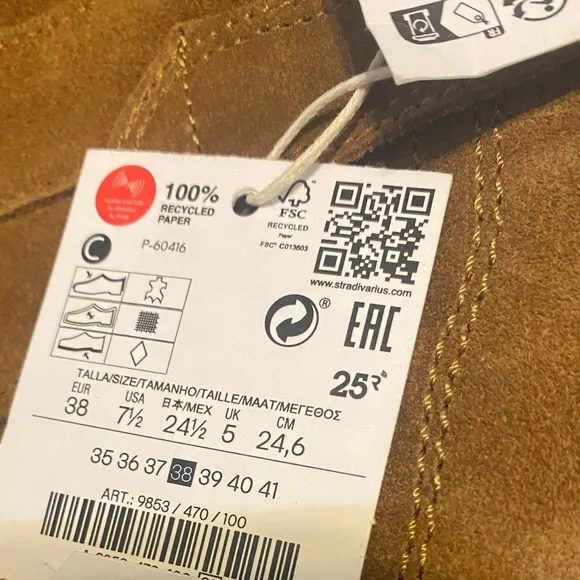 FR
100%
RECYCLED
PAPER
FSC
RECYCLED
Paper
FSC® C013603
C
P-60416
www.stradivarius.com
®
EAC
25
TALLA/SIZE/TAMANHO/TAILLE/MAAT/ΜΕΓΕΘΟΣ
EUR USA 日本/MEX UK CM
38 7½ 24½ 5 24,6
35 36 37 38 39 40 41
ART.: 9853 / 470 / 100